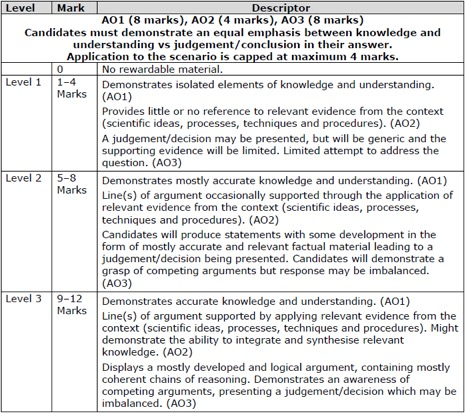 Level Mark Descriptor
AO1 (8 marks), AO2 (4 marks), AO3 (8 marks)
Candidates must demonstrate an equal emphasis between knowledge and
understanding vs judgement/conclusion in their answer.
Application to the scenario is capped at maximum 4 marks.
0 No rewardable material.
Level 1 1–4 Demonstrates isolated elements of knowledge and understanding.
Marks (AO1)
Provides little or no reference to relevant evidence from the context
(scientific ideas, processes, techniques and procedures). (AO2)
A judgement/decision may be presented, but will be generic and the
supporting evidence will be limited. Limited attempt to address the
question. (AO3)
Level 2 5–8 Demonstrates mostly accurate knowledge and understanding. (AO1)
Marks Line(s) of argument occasionally supported through the application of
relevant evidence from the context (scientific ideas, processes,
techniques and procedures). (AO2)
Candidates will produce statements with some development in the
form of mostly accurate and relevant factual material leading to a
judgement/decision being presented. Candidates will demonstrate a
grasp of competing arguments but response may be imbalanced.
(AO3)
Level 3 9–12 Demonstrates accurate knowledge and understanding. (AO1)
Marks Line(s) of argument supported by applying relevant evidence from the
context (scientific ideas, processes, techniques and procedures). Might
demonstrate the ability to integrate and synthesise relevant
knowledge. (AO2)
Displays a mostly developed and logical argument, containing mostly
coherent chains of reasoning. Demonstrates an awareness of
competing arguments, presenting a judgement/decision which may be
imbalanced. (AO3)